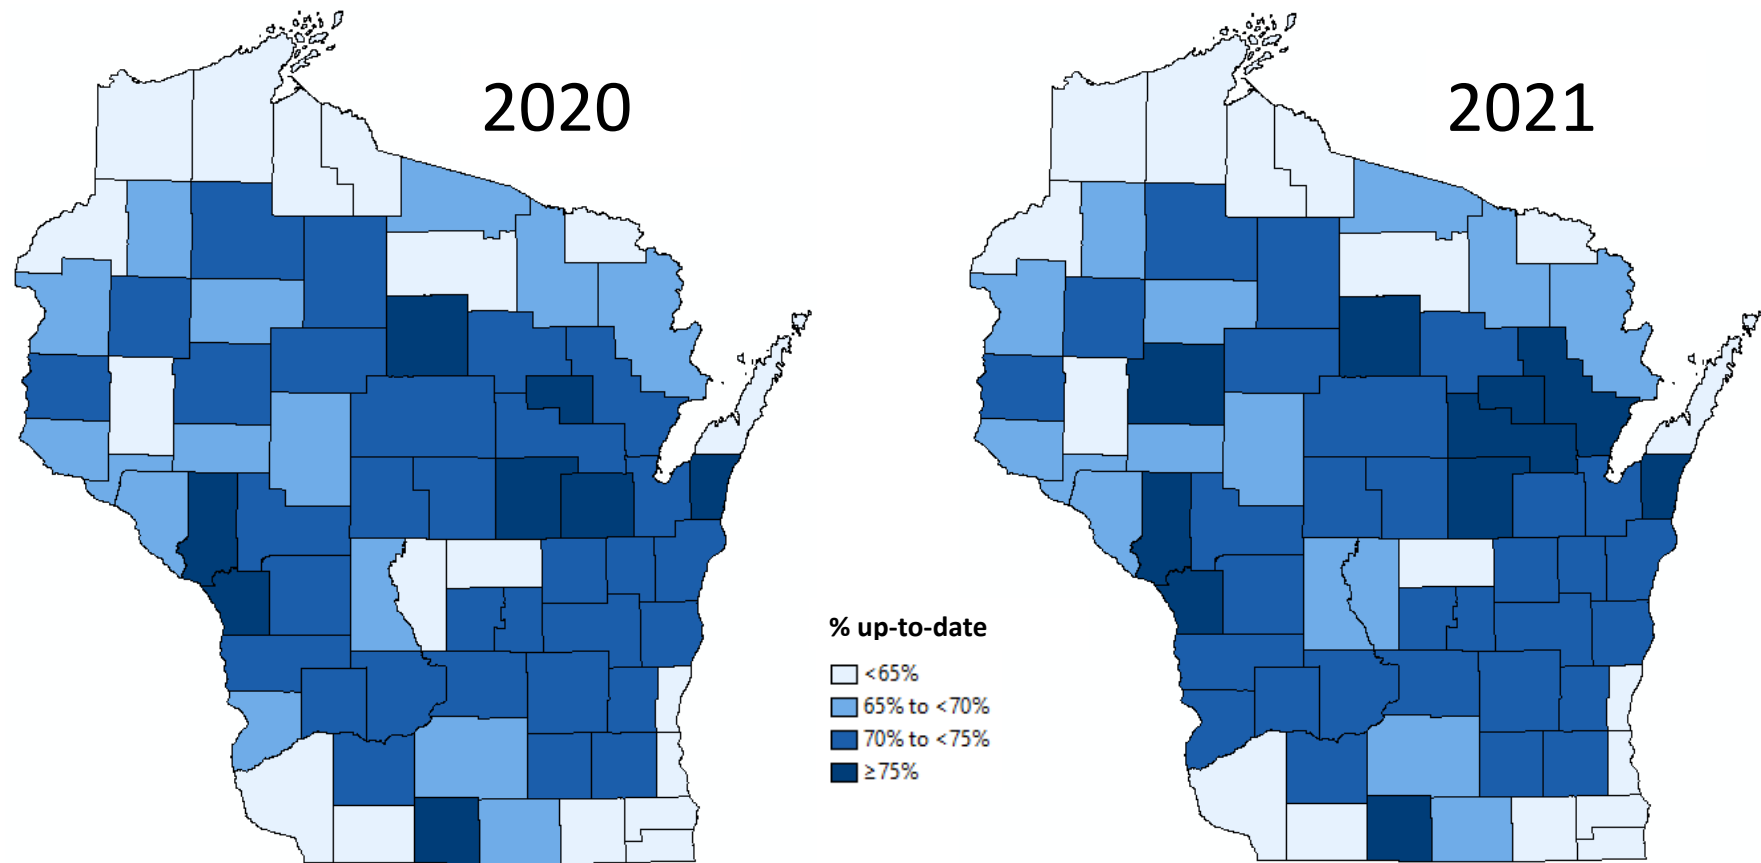 2020
2021
% up-to-date
<65%
65% to <70%
70% to <75%
≥75%